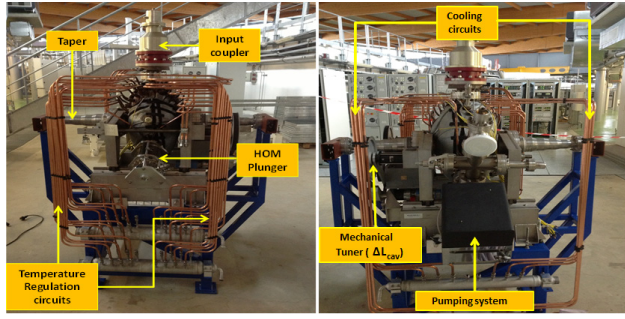 Taper
Input
coupler
HOM
Plunger
Temperature
Regulation
circuits
Cooling
circuits
Mechanical
Tuner ( ΔLcav)
Pumping system